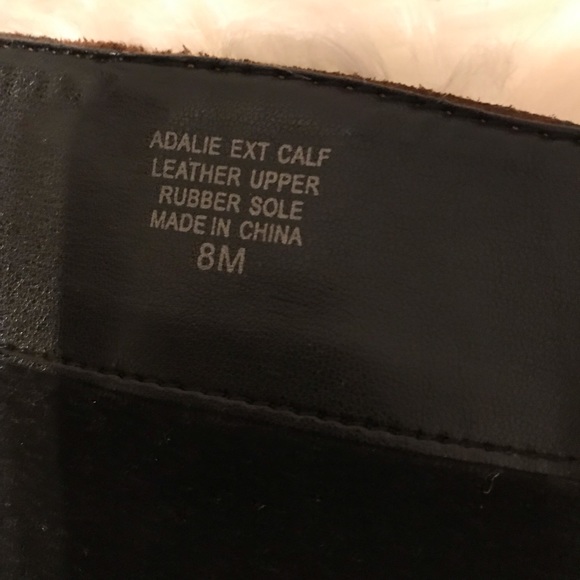 ADALIE EXT CALF
LEATHER UPPER
RUBBER SOLE
MADE IN CHINA
8M